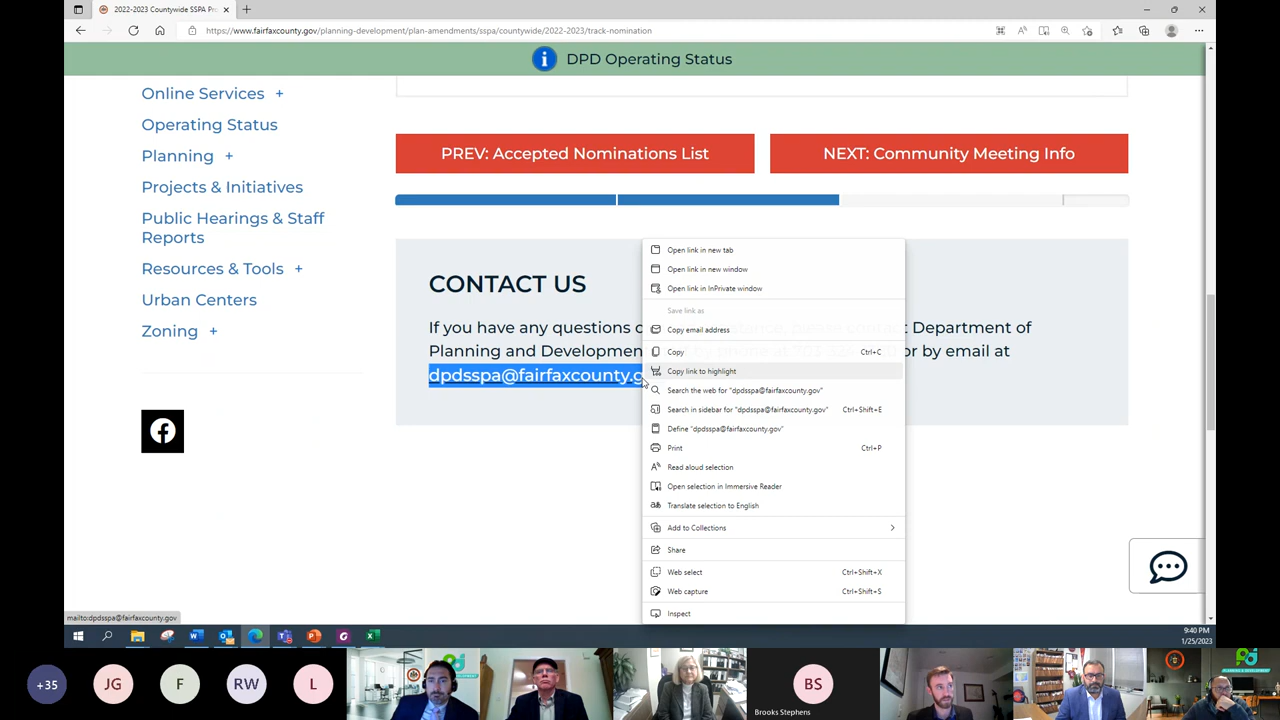 2022-2023 Countywide SSPA Pro
https://www.fairfaxcounty.gov/planning-development/plan-amendments/sspa/countywide/2022-2023/track-nomination
DPD Operating Status
Online Services +
Operating Status
Planning +
Projects & Initiatives
Public Hearings & Staff
Reports
Resources & Tools +
Urban Centers
Zoning +
PREV: Accepted Nominations List
NEXT: Community Meeting Info
CONTACT US
If you have any questions
Department of
Planning and Development
or by email at
dpdsspa@fairfaxcounty.g
Open link in new tab
Open link in new window
Open link in InPrivate window
Save link as
Copy email address
Copy Ctrl+C
Copy link to highlight
Search the web for "dpdsspa@fairfaxcounty.gov"
Search in sidebar for "dpdsspa@fairfaxcounty.gov" Ctrl+Shift+E
Define "dpdsspa@fairfaxcounty.gov"
Print Ctrl+P
Read aloud selection
Open selection in Immersive Reader
Translate selection to English
Add to Collections
Share
Web select Ctrl+Shift+X
Web capture Ctrl+Shift+S
Inspect
mailto:dpdsspa@fairfaxcounty.gov
9:40 PM
1/25/2023
+35
JG
F
RW
L
BS
Brooks Stephens